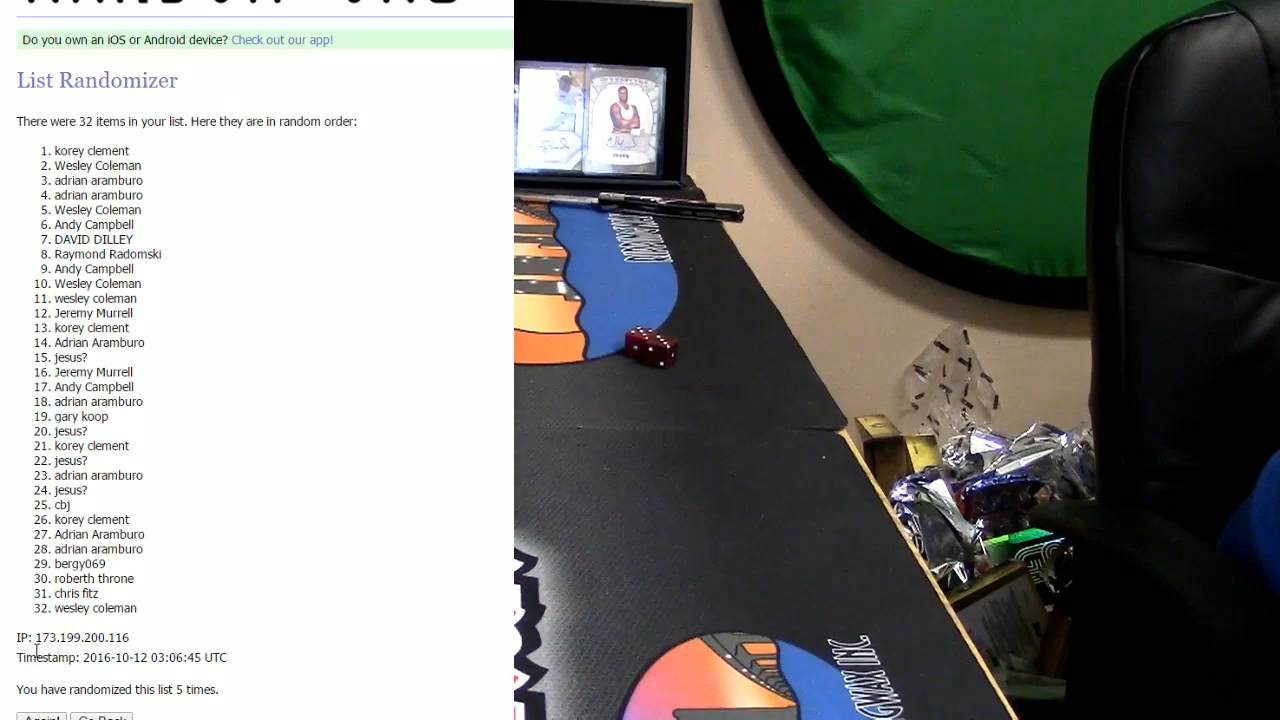 Do you own an iOS or Android device? Check out our app!
List Randomizer
There were 32 items in your list. Here they are in random order:
1. korey clement
2. Wesley Coleman
3. adrian aramburo
4. adrian aramburo
5. Wesley Coleman
6. Andy Campbell
7. DAVID DILLEY
8. Raymond Radomski
9. Andy Campbell
10. Wesley Coleman
11. wesley coleman
12. Jeremy Murrell
13. korey clement
14. Adrian Aramburo
15. jesus?
16. Jeremy Murrell
17. Andy Campbell
18. adrian aramburo
19. gary koop
20. jesus?
21. korey clement
22. jesus?
23. adrian aramburo
24. jesus?
25. cbj
26. korey clement
27. Adrian Aramburo
28. adrian aramburo
29. bergy069
30. roberth throne
31. chris fitz
32. wesley coleman
IP: 173.199.200.116
Timestamp: 2016-10-12 03:06:45 UTC
You have randomized this list 5 times.
Again!
Go Back